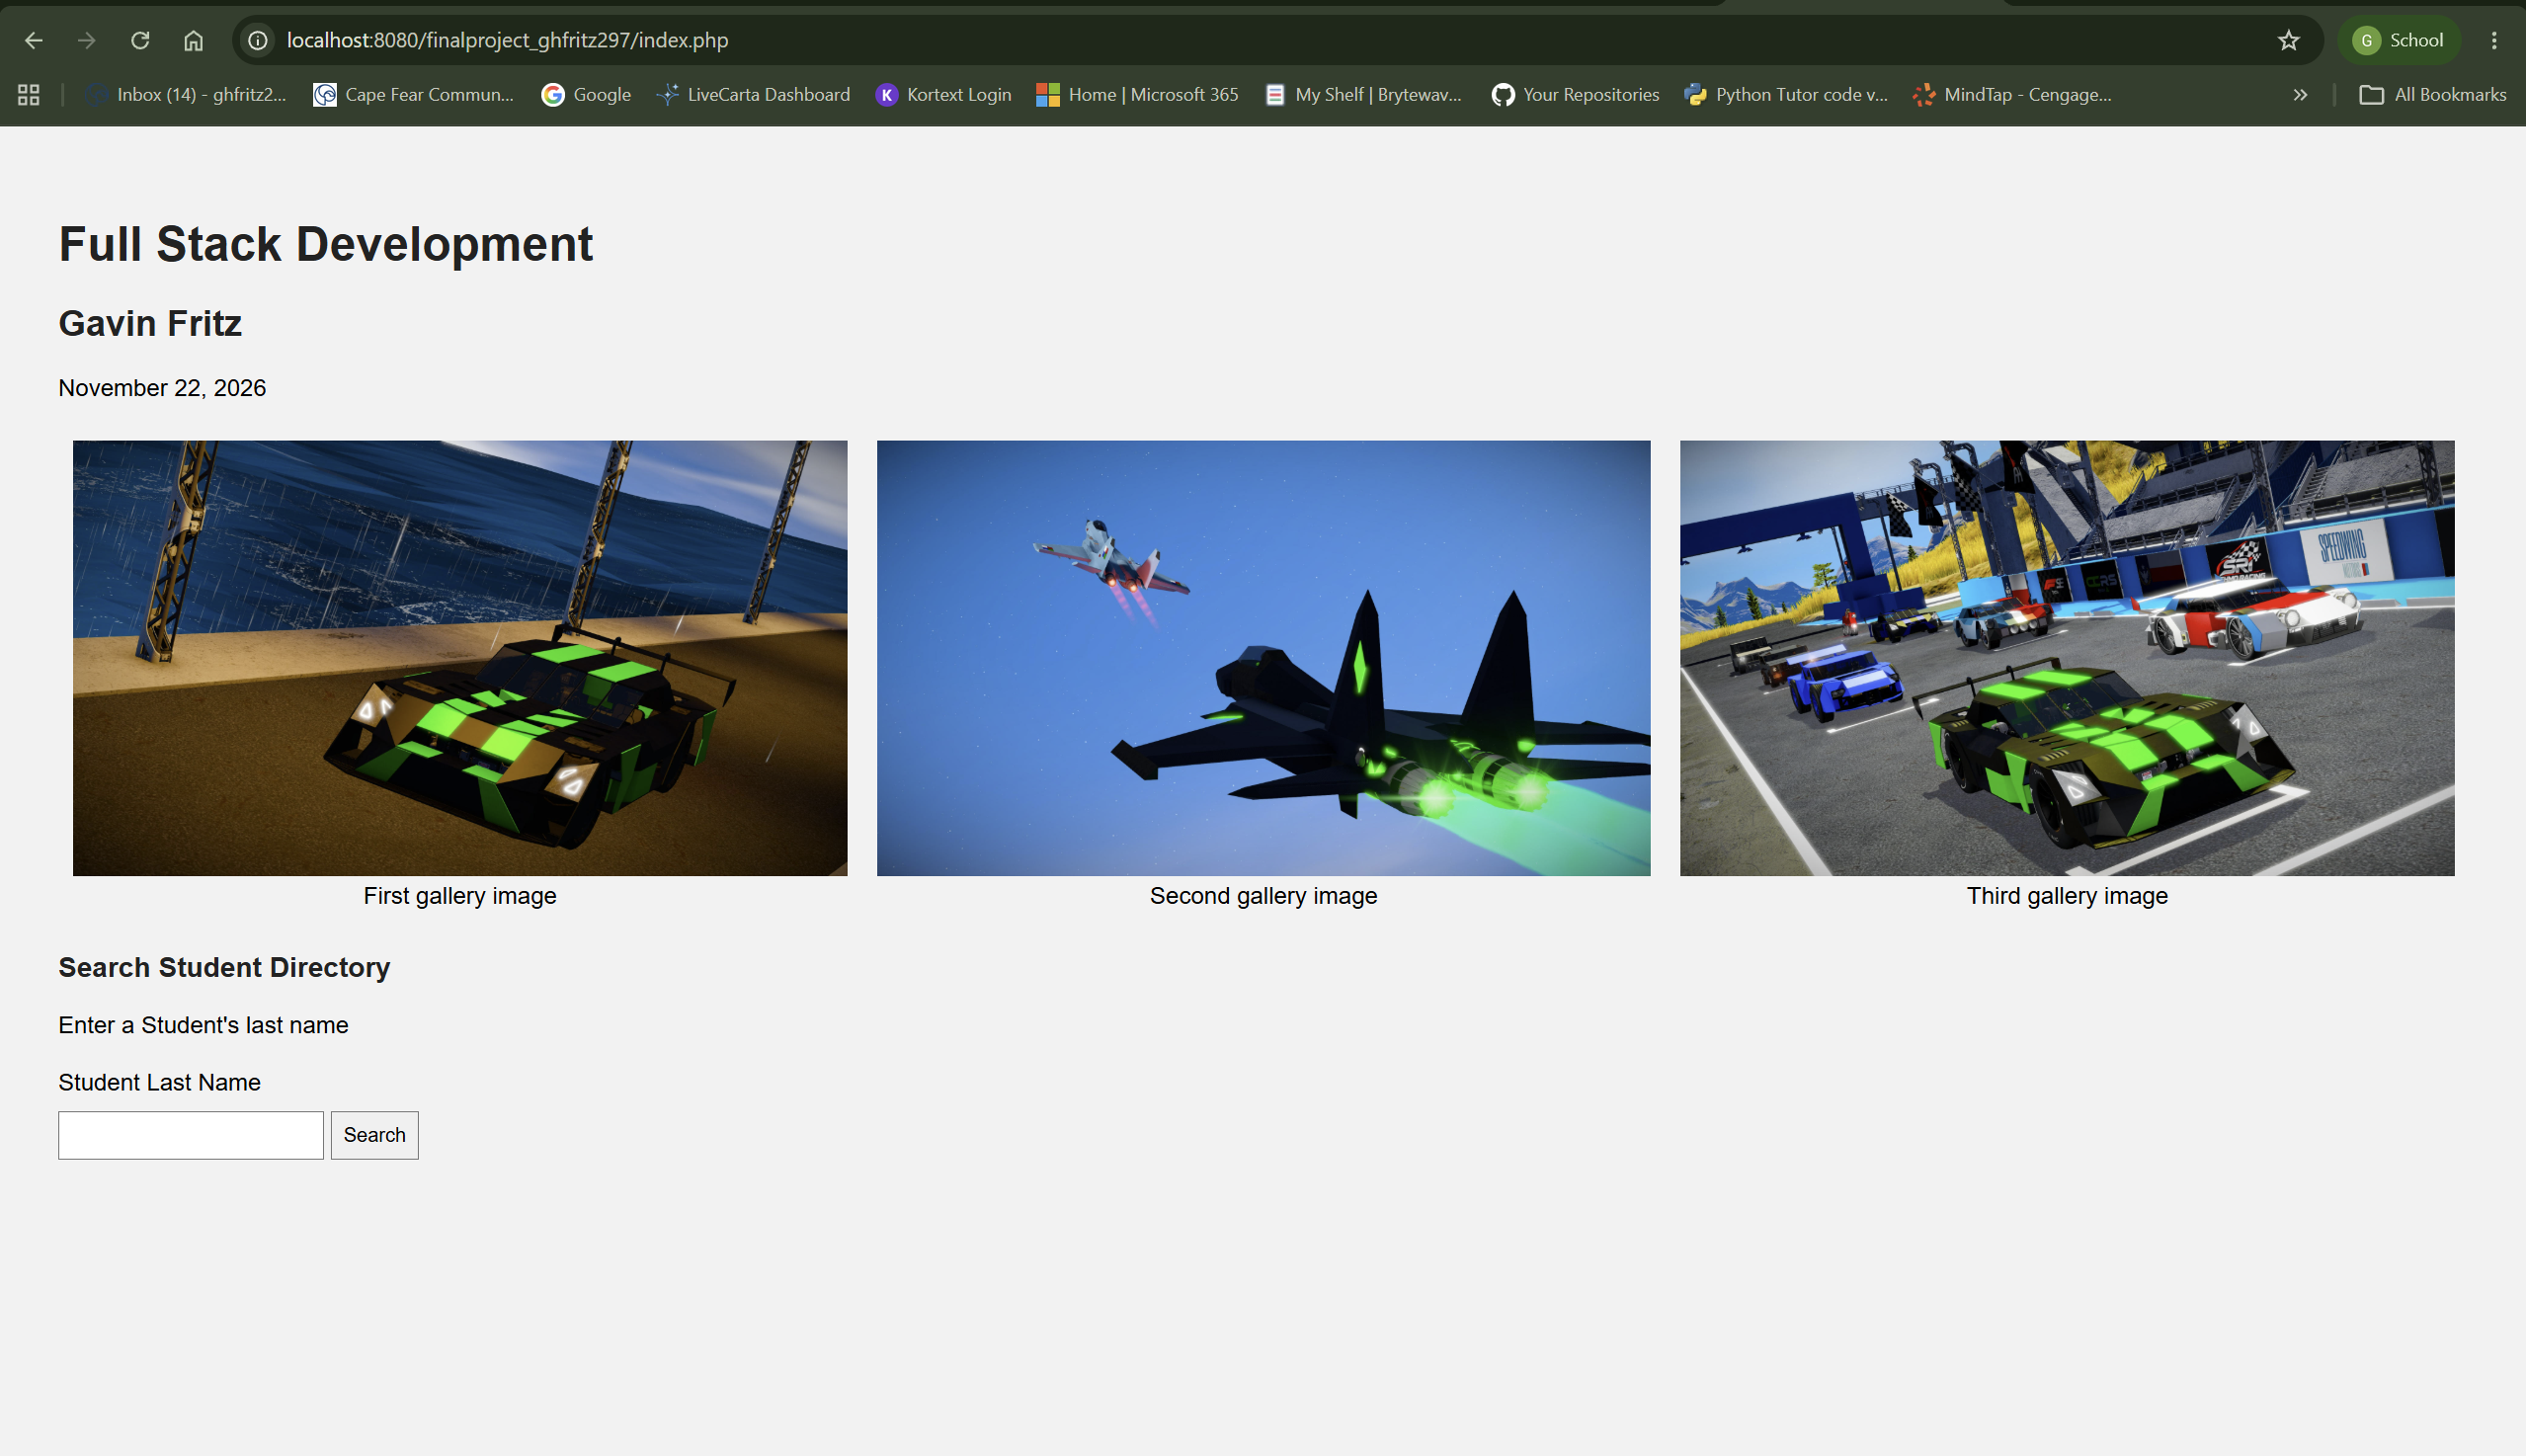 localhost:8080/finalproject_ghfritz297/index.php
G School
Inbox (14) - ghfritz2... Cape Fear Commun... Google LiveCarta Dashboard K Kortext Login Home | Microsoft 365 My Shelf | Brytewav... Your Repositories Python Tutor code v... MindTap - Cengage... All Bookmarks
Full Stack Development
Gavin Fritz
November 22, 2026
SPEEDWING
SRI
First gallery image Second gallery image Third gallery image
Search Student Directory
Enter a Student's last name
Student Last Name
Search